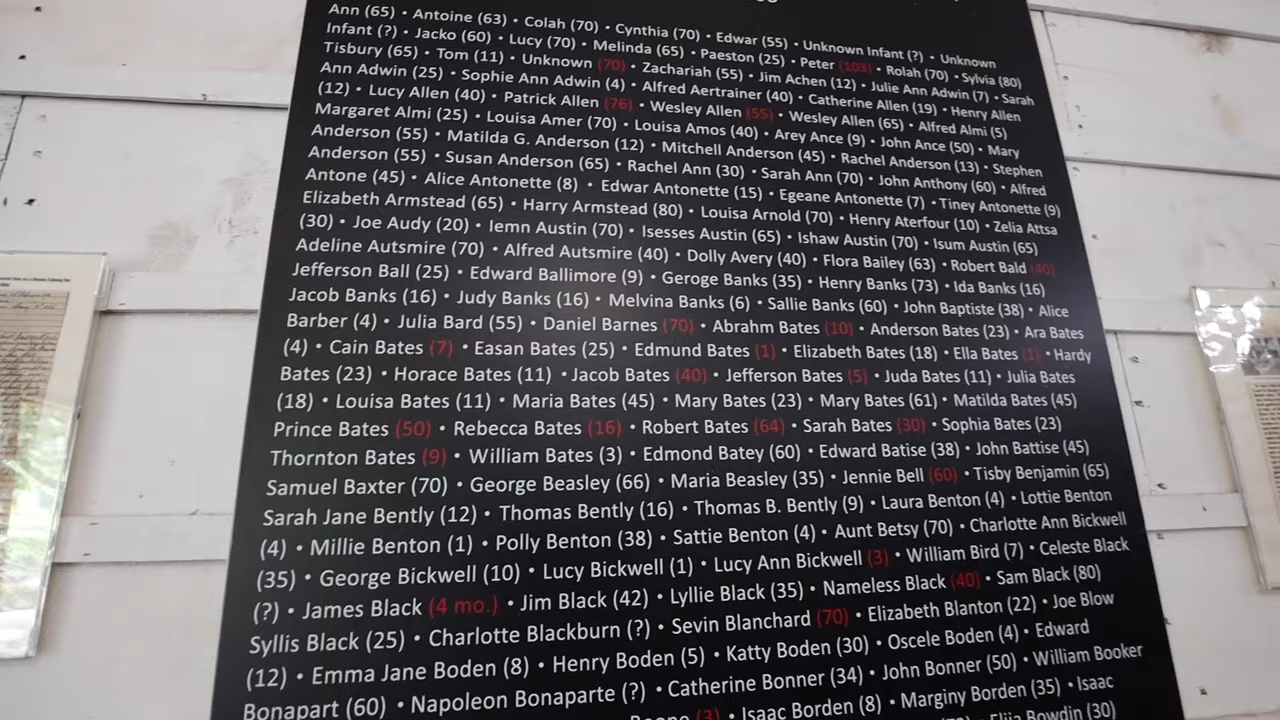 Ann (65) • Antoine (63) • Colah (70) • Cynthia (70) • Edwar (55) • Unknown Infant (?) • Unknown
Infant (?) • Jacko (60) • Lucy (70) • Melinda (65) • Paeston (25) • Peter (103) • Rolah (70) • Sylvia (80)
Tisbury (65) • Tom (11) • Unknown (70) • Zachariah (55) • Jim Achen (12) • Julie Ann Adwin (7) • Sarah
Ann Adwin (25) • Sophie Ann Adwin (4) • Alfred Aertrainer (40) • Catherine Allen (19) • Henry Allen
(12) • Lucy Allen (40) • Patrick Allen (76) • Wesley Allen (55) • Wesley Allen (65) • Alfred Almi (5)
Margaret Almi (25) • Louisa Amer (70) • Louisa Amos (40) • Arey Ance (9) • John Ance (50) • Mary
Anderson (55) • Matilda G. Anderson (12) • Mitchell Anderson (45) • Rachel Anderson (13) • Stephen
Anderson (55) • Susan Anderson (65) • Rachel Ann (30) • Sarah Ann (70) • John Anthony (60) • Alfred
Antone (45) • Alice Antonette (8) • Edwar Antonette (15) • Egeane Antonette (7) • Tiney Antonette (9)
Elizabeth Armstead (65) • Harry Armstead (80) • Louisa Arnold (70) • Henry Aterfour (10) • Zelia Attsa
(30) • Joe Audy (20) • Iemn Austin (70) • Isesses Austin (65) • Ishaw Austin (70) • Isum Austin (65)
Adeline Autsmire (70) • Alfred Autsmire (40) • Dolly Avery (40) • Flora Bailey (63) • Robert Bald (40)
Jefferson Ball (25) • Edward Ballimore (9) • Geroge Banks (35) • Henry Banks (73) • Ida Banks (16)
Jacob Banks (16) • Judy Banks (16) • Melvina Banks (6) • Sallie Banks (60) • John Baptiste (38) • Alice
Barber (4) • Julia Bard (55) • Daniel Barnes (70) • Abrahm Bates (10) • Anderson Bates (23) • Ara Bates
(4) • Cain Bates (7) • Easan Bates (25) • Edmund Bates (1) • Elizabeth Bates (18) • Ella Bates (1) • Hardy
Bates (23) • Horace Bates (11) • Jacob Bates (40) • Jefferson Bates (5) • Juda Bates (11) • Julia Bates
(18) • Louisa Bates (11) • Maria Bates (45) • Mary Bates (23) • Mary Bates (61) • Matilda Bates (45)
Prince Bates (50) • Rebecca Bates (16) • Robert Bates (64) • Sarah Bates (30) • Sophia Bates (23)
Thornton Bates (9) • William Bates (3) • Edmond Batey (60) • Edward Batise (38) • John Battise (45)
Samuel Baxter (70) • George Beasley (66) • Maria Beasley (35) • Jennie Bell (60) • Tisby Benjamin (65)
Sarah Jane Bently (12) • Thomas Bently (16) • Thomas B. Bently (9) • Laura Benton (4) • Lottie Benton
(4) • Millie Benton (1) • Polly Benton (38) • Sattie Benton (4) • Aunt Betsy (70) • Charlotte Ann Bickwell
(35) • George Bickwell (10) • Lucy Bickwell (1) • Lucy Ann Bickwell (3) • William Bird (7) • Celeste Black
(?) • James Black (4 mo.) • Jim Black (42) • Lyllie Black (35) • Nameless Black (40) • Sam Black (80)
Syllis Black (25) • Charlotte Blackburn (?) • Sevin Blanchard (70) • Elizabeth Blanton (22) • Joe Blow
(12) • Emma Jane Boden (8) • Henry Boden (5) • Katty Boden (30) • Oscele Boden (4) • Edward
Bonapart (60) • Napoleon Bonaparte (?) • Catherine Bonner (34) • John Bonner (50) • William Booker
(3) • Isaac Borden (8) • Marginy Borden (35) • Isaac
Elija Bowdin (30)